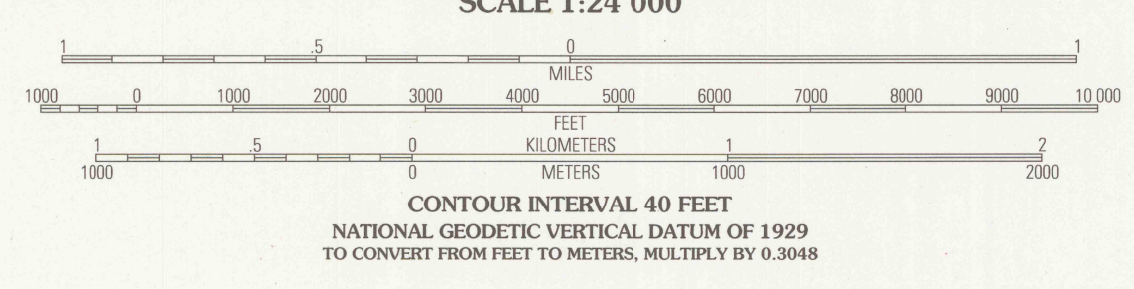 SCALE 1:24 000
1 .5 0 1
MILES
1000 0 1000 2000 3000 4000 5000 6000 7000 8000 9000 10 000
FEET
1 .5 0 KILOMETERS 1 2
1000 0 METERS 1000 2000
CONTOUR INTERVAL 40 FEET
NATIONAL GEODETIC VERTICAL DATUM OF 1929
TO CONVERT FROM FEET TO METERS, MULTIPLY BY 0.3048